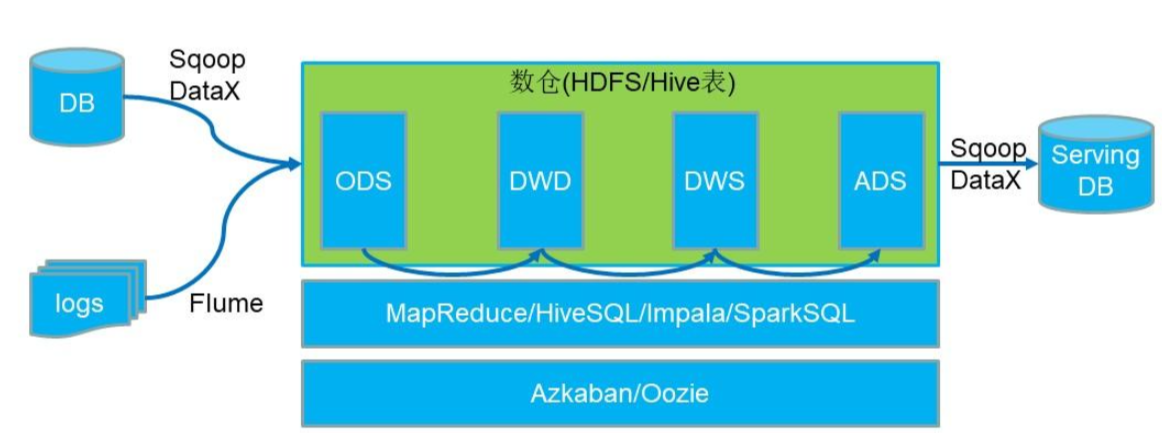 Sqoop
DataX
DB
数仓(HDFS/Hive表)
ODS
DWD
DWS
ADS
Sqoop
DataX
Serving
DB
logs
Flume
MapReduce/HiveSQL/Impala/SparkSQL
Azkaban/Oozie